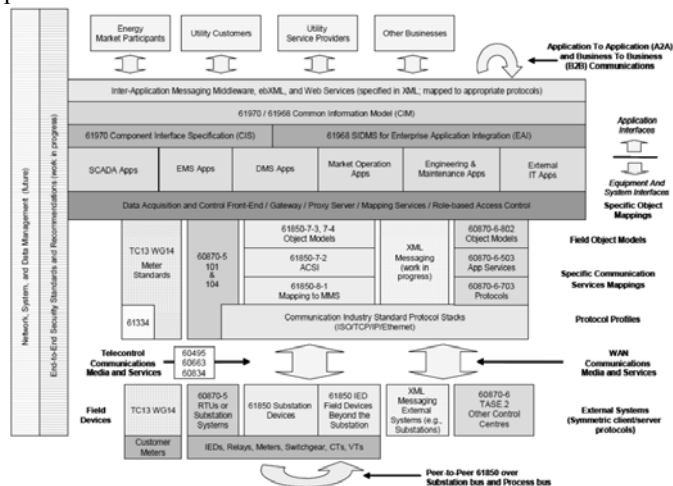 Energy
Market Participants
Utility Customers
Utility
Service Providers
Other Businesses
Application To Application (A2A)
and Business To Business
(B2B) Communications
Inter-Application Messaging Middleware, ebXML, and Web Services (specified in XML; mapped to appropriate protocols)
61970 / 61968 Common Information Model (CIM)
61970 Component Interface Specification (CIS)
61968 SIDMS for Enterprise Application Integration (EAI)
Application
Interfaces
SCADA Apps
EMS Apps
DMS Apps
Market Operation
Apps
Engineering &
Maintenance Apps
External
IT Apps
Equipment And
System Interfaces
Data Acquisition and Control Front-End / Gateway / Proxy Server / Mapping Services / Role-based Access Control
Specific Object
Mappings
Network, System, and Data Management (future)
End-to-End Security Standards and Recommendations (work in progress)
TC13 WG14
Meter
Standards
60870-5
101
&
104
61850-7-3, 7-4
Object Models
61850-7-2
ACSI
61850-8-1
Mapping to MMS
XML
Messaging
(work in
progress)
60870-6-802
Object Models
60870-6-503
App Services
60870-6-703
Protocols
Field Object Models
Specific Communication
Services Mappings
61334
Communication Industry Standard Protocol Stacks
(ISO/TCP/IP/Ethernet)
Protocol Profiles
Telecontrol
Communications
Media and Services
60495
60663
60834
WAN
Communications
Media and Services
Field
Devices
TC13 WG14
60870-5
RTUs or
Substation
Systems
61850 Substation
Devices
61850 IED
Field Devices
Beyond the
Substation
XML
Messaging
External
Systems (e.g.,
Substations)
60870-6
TASE.2
Other Control
Centres
External Systems
(Symmetric client/server
protocols)
Customer
Meters
IEDs, Relays, Meters, Switchgear, CTs, VTs
Peer-to-Peer 61850 over
Substation bus and Process bus